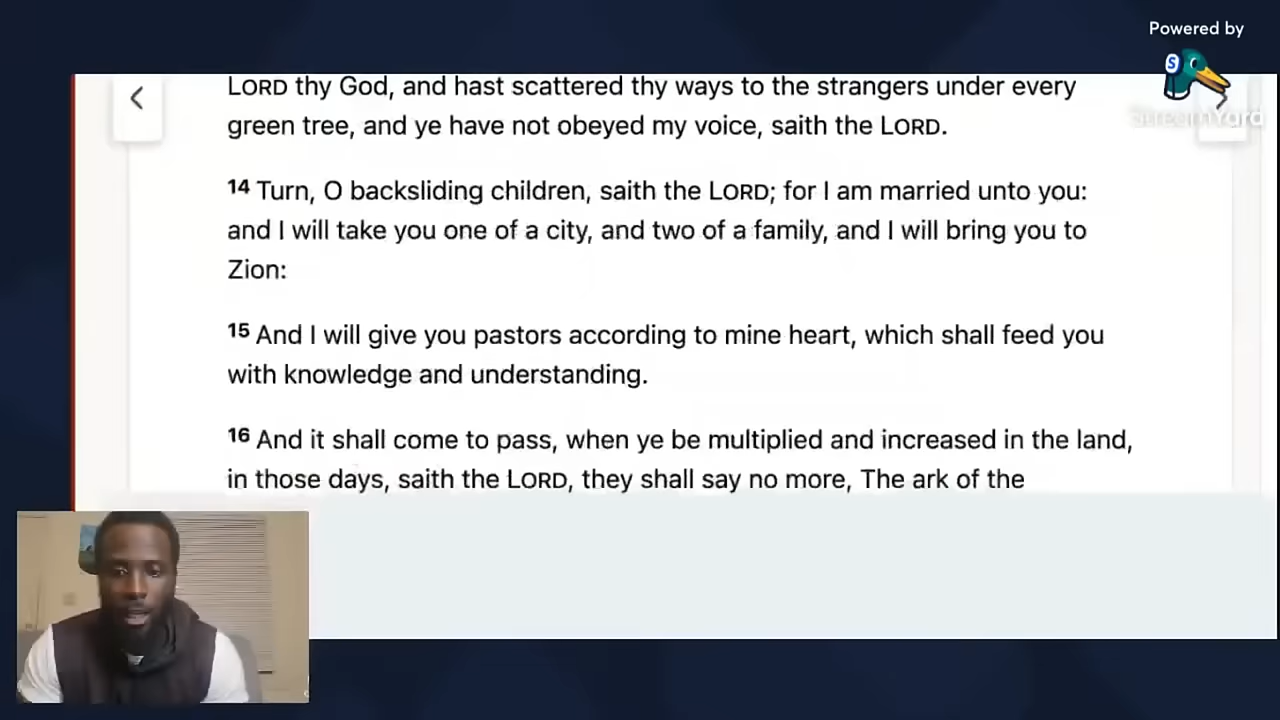 Powered by
StreamYard
LORD thy God, and hast scattered thy ways to the strangers under every
green tree, and ye have not obeyed my voice, saith the LORD.
14 Turn, O backsliding children, saith the LORD; for I am married unto you:
and I will take you one of a city, and two of a family, and I will bring you to
Zion:
15 And I will give you pastors according to mine heart, which shall feed you
with knowledge and understanding.
16 And it shall come to pass, when ye be multiplied and increased in the land,
in those days, saith the LORD, they shall say no more, The ark of the